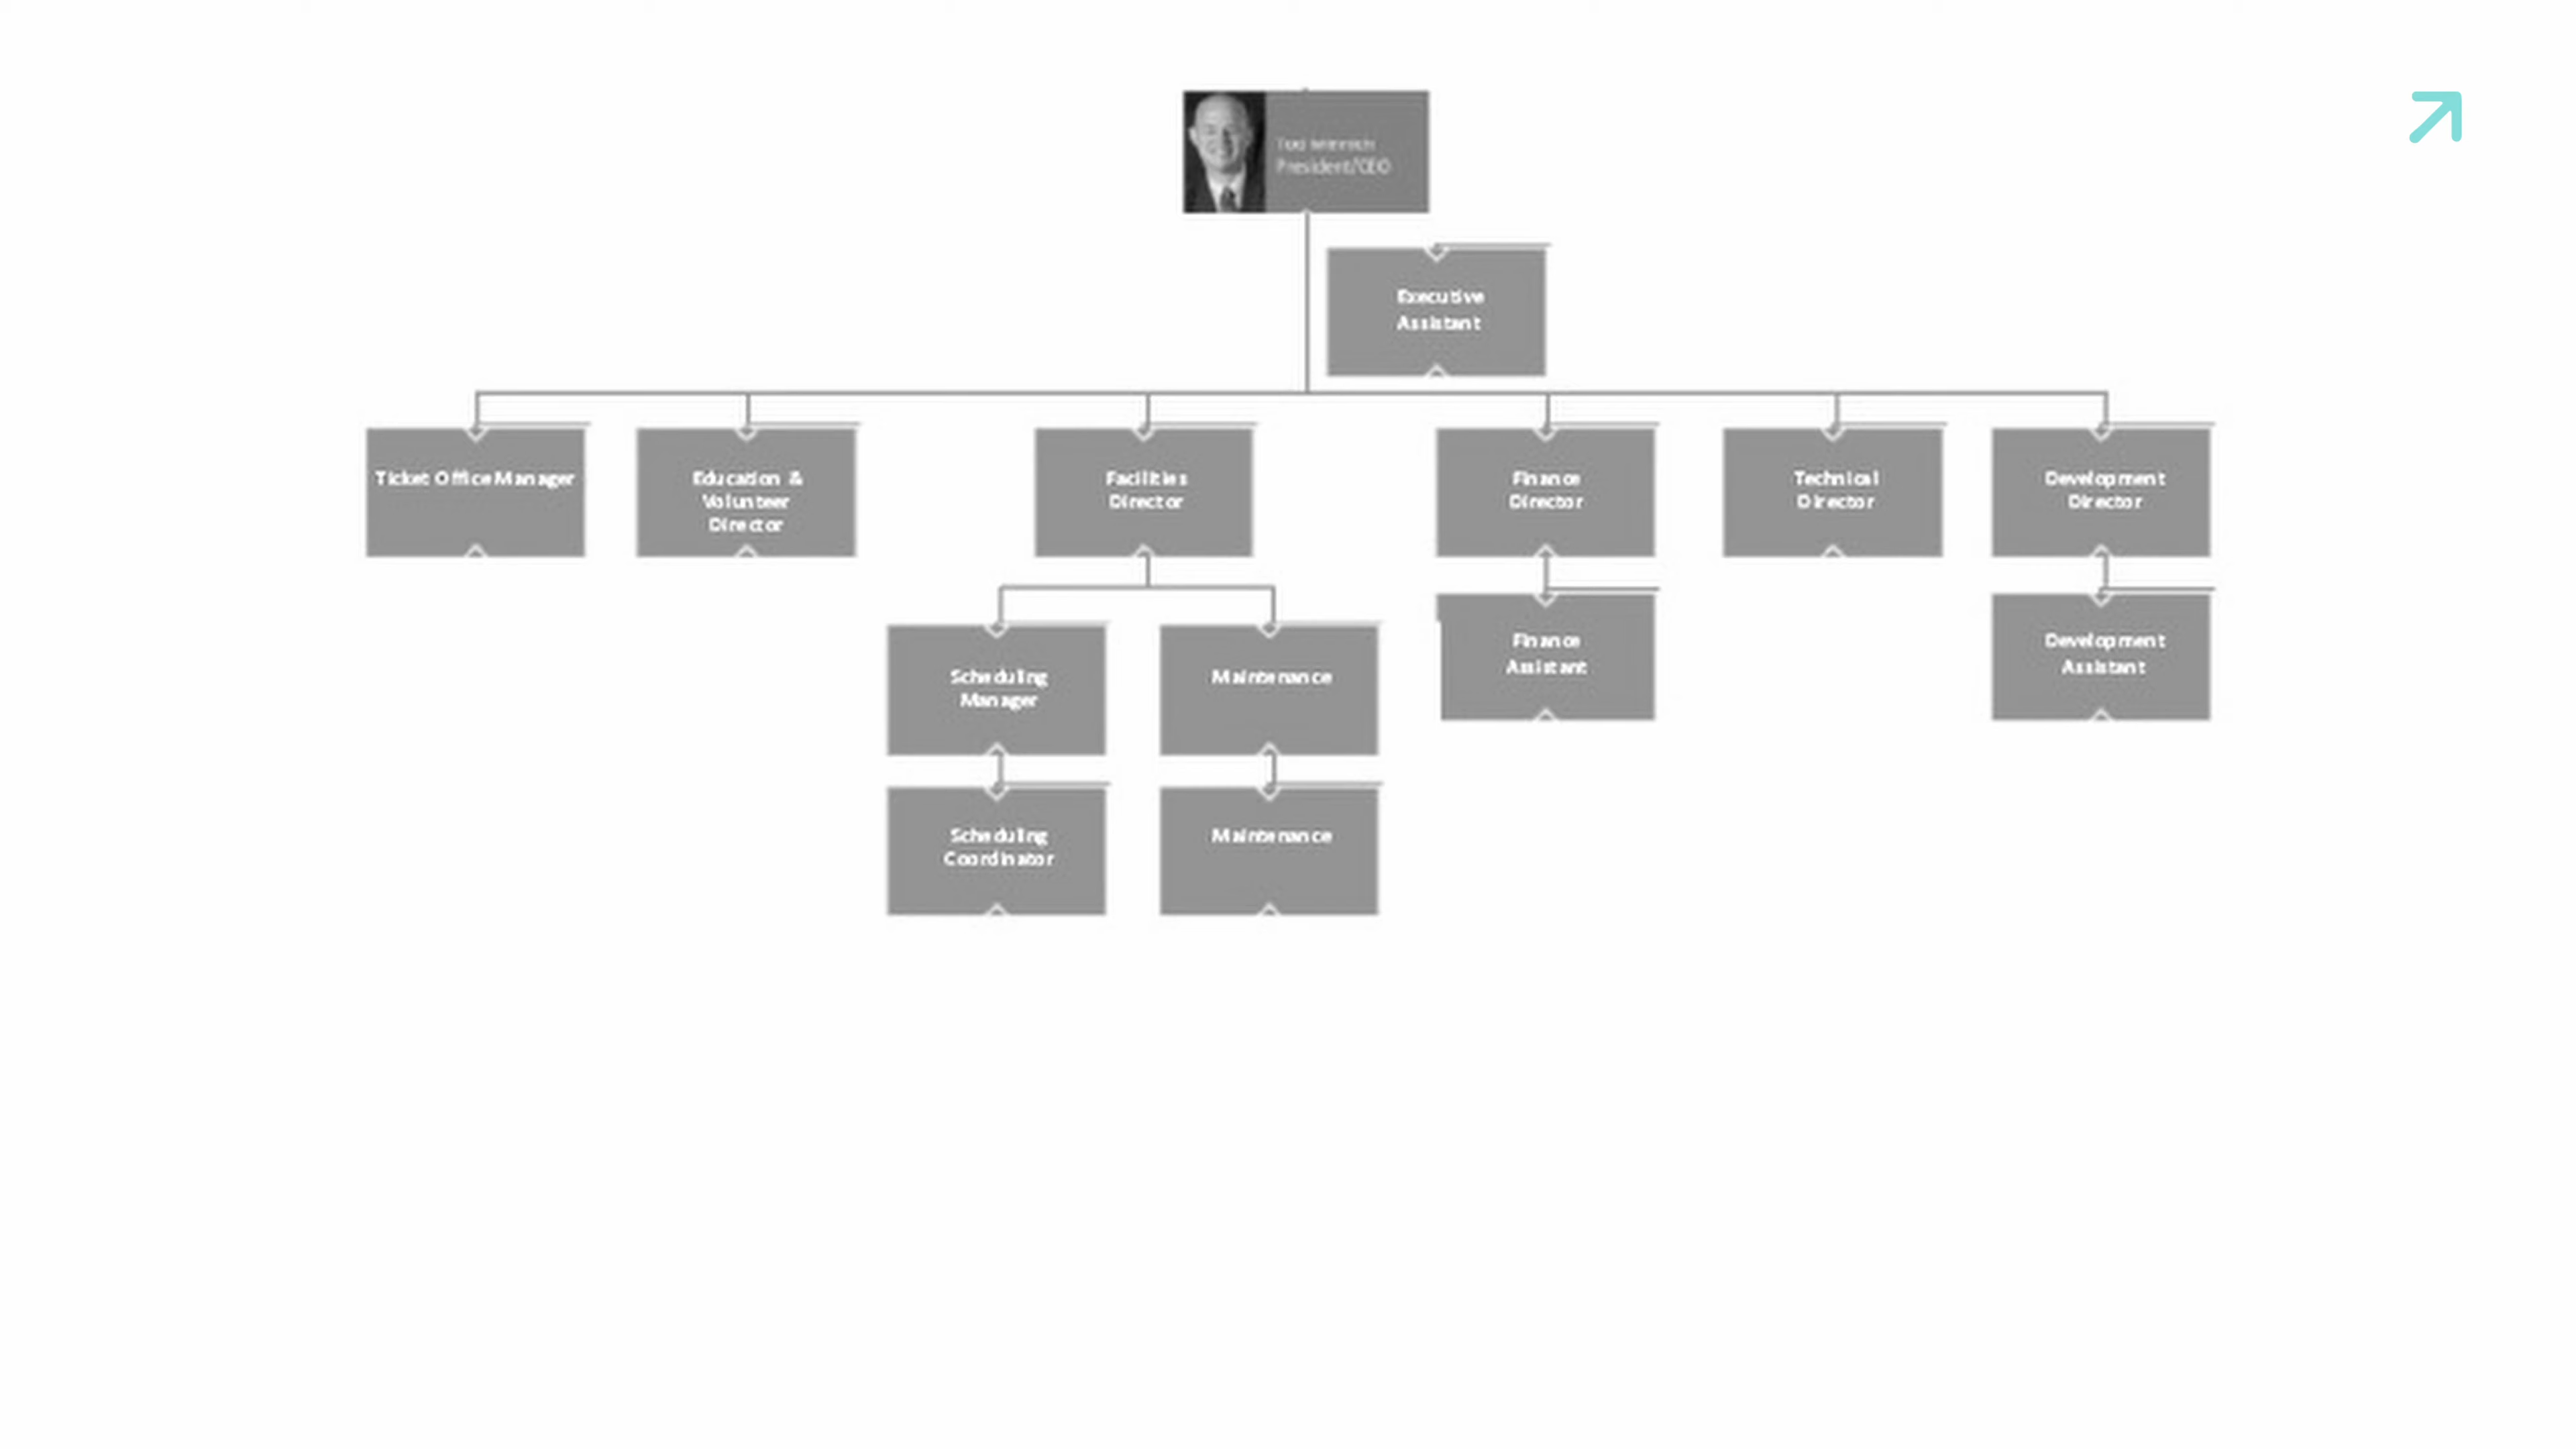 President/CEO
Executive
Assistant
Ticket Office Manager
Education &
Volunteer
Director
Facilities
Director
Finance
Director
Technical
Director
Development
Director
Scheduling
Manager
Maintenance
Finance
Assistant
Development
Assistant
Scheduling
Coordinator
Maintenance